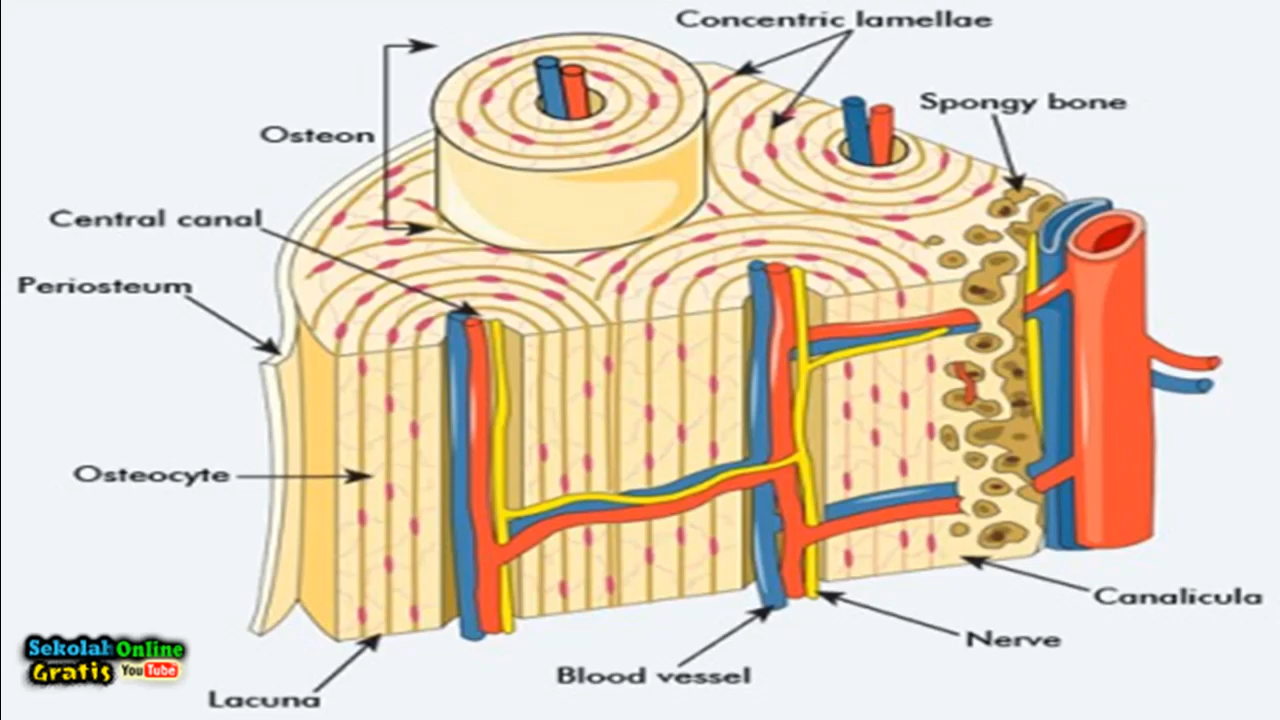 Concentric lamellae
Spongy bone
Osteon
Central canal
Periosteum
Osteocyte
Canalicula
Nerve
Blood vessel
Lacuna
Sekolah Online
Gratis YouTube